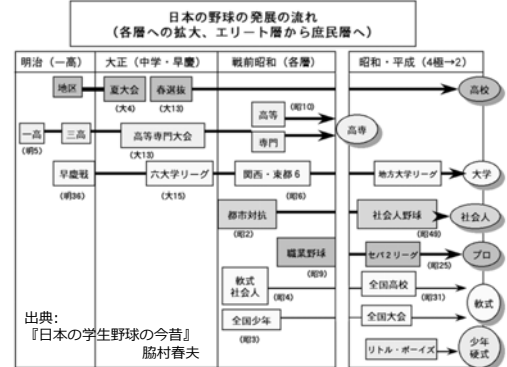 日本の野球の発展の流れ
(各層への拡大、エリート層から庶民層へ)
明治(一高) 大正(中学・早慶) 戦前昭和(各層) 昭和・平成(4極→2)
地区 夏大会 春選抜 高校
(大4) (大13)
高等 (昭10)
一高 三高 高等専門大会 専門 高専
(明5) (大13)
早慶戦 六大学リーグ 関西・東都6 地方大学リーグ 大学
(明36) (大15) (昭6)
都市対抗 社会人野球 社会人
(昭2) (昭49)
職業野球 セパ2リーグ プロ
(昭9) (昭25)
軟式
社会人 全国高校
(昭4) (昭31)
軟式
全国少年 全国大会
(昭3)
リトル・ボーイズ 少年
硬式
出典:
『日本の学生野球の今昔』
脇村春夫